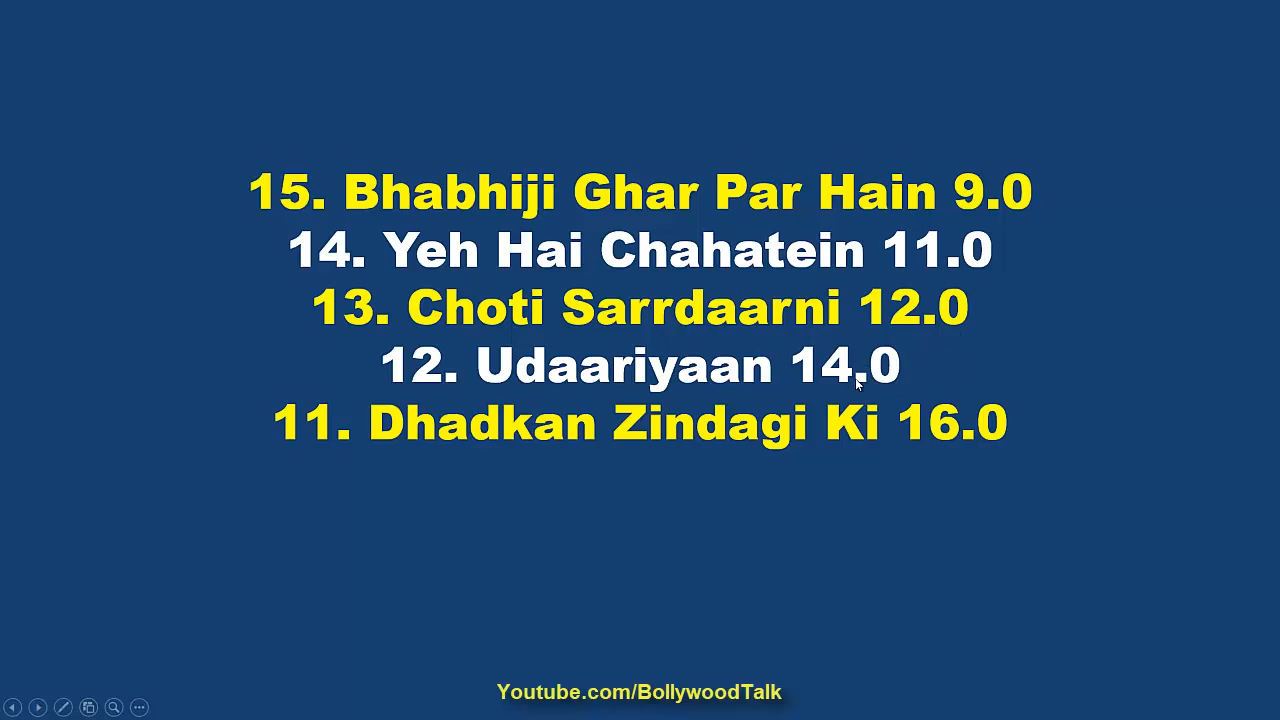 15. Bhabhiji Ghar Par Hain 9.0
14. Yeh Hai Chahatein 11.0
13. Choti Sarrdaarni 12.0
12. Udaariyaan 14.0
11. Dhadkan Zindagi Ki 16.0
Youtube.com/BollywoodTalk